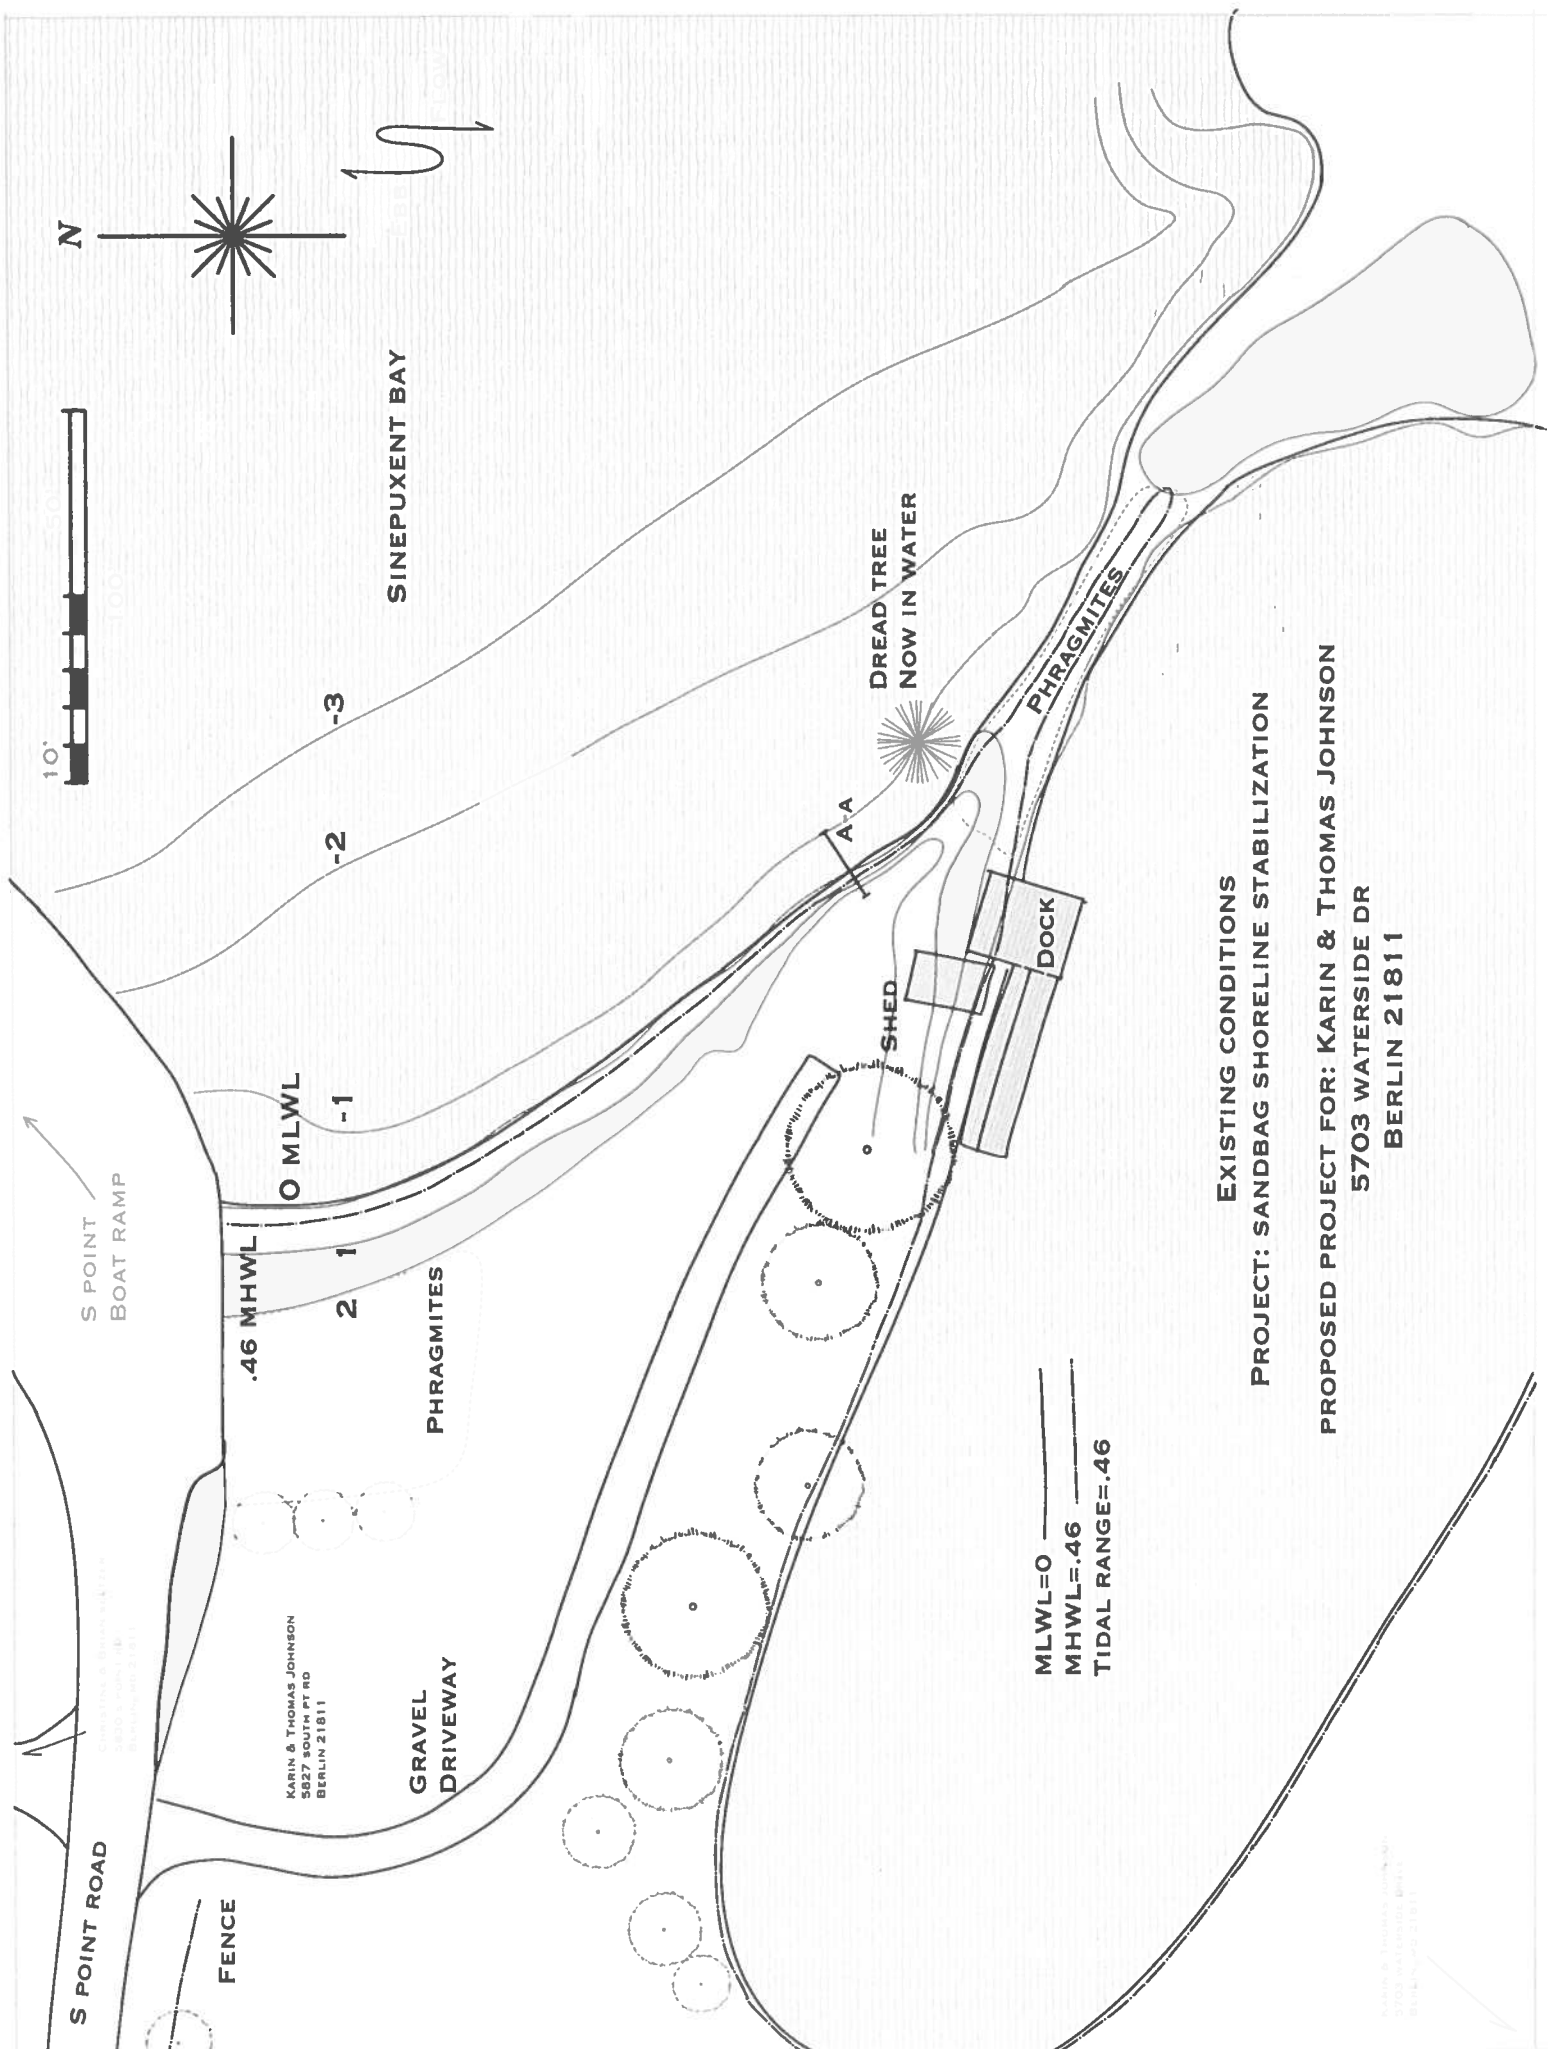 N
10'
SINEPUXENT BAY
-3
-2
-1
O MLWL
.46 MHWL
1
2
S POINT
BOAT RAMP
DREAD TREE
NOW IN WATER
A-A
PHRAGMITES
PHRAGMITES
SHED
DOCK
KARIN & THOMAS JOHNSON
5827 SOUTH PT RD
BERLIN 21811
GRAVEL
DRIVEWAY
S POINT ROAD
FENCE
MLWL=0
MHWL=.46
TIDAL RANGE=.46
EXISTING CONDITIONS
PROJECT: SANDBAG SHORELINE STABILIZATION
PROPOSED PROJECT FOR: KARIN & THOMAS JOHNSON
5703 WATERSIDE DR
BERLIN 21811